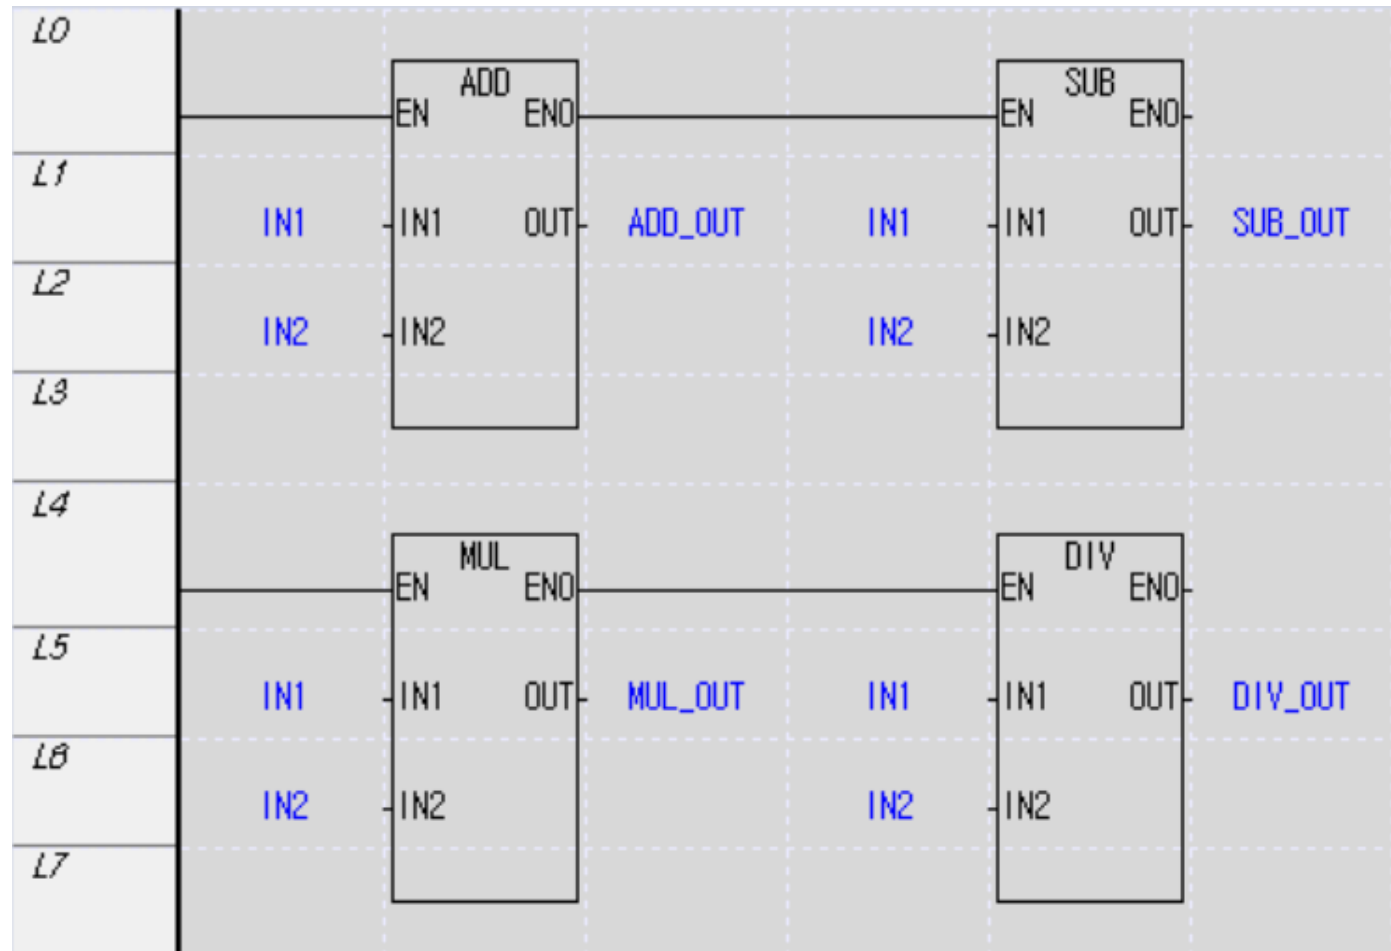 L0
ADD SUB
EN ENO EN ENO
L1
IN1 IN1 OUT ADD_OUT IN1 IN1 OUT SUB_OUT
L2
IN2 IN2 IN2 IN2
L3
L4
MUL DIV
EN ENO EN ENO
L5
IN1 IN1 OUT MUL_OUT IN1 IN1 OUT DIV_OUT
L6
IN2 IN2 IN2 IN2
L7